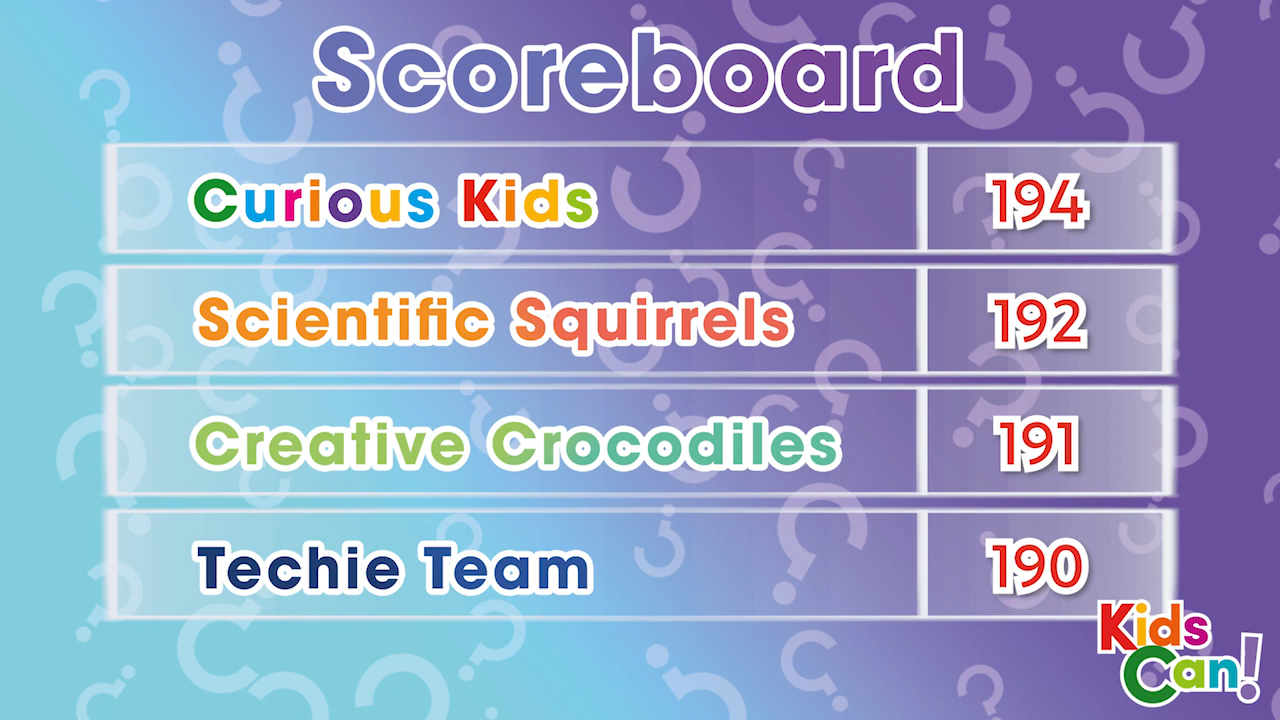 Scoreboard
Curious Kids 194
Scientific Squirrels 192
Creative Crocodiles 191
Techie Team 190
Kids
Can!